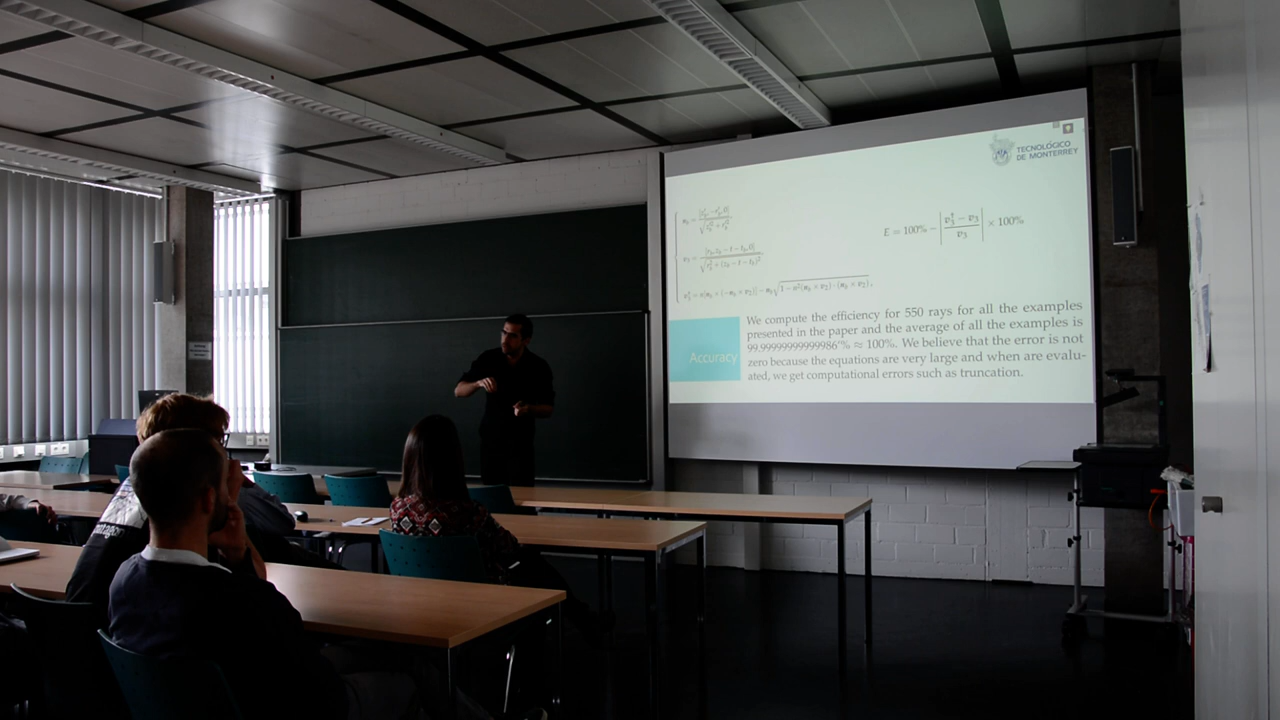 TECNOLÓGICO
DE MONTERREY
E = 100% − | (v₃* − v₃) / v₃ | × 100%
We compute the efficiency for 550 rays for all the examples
presented in the paper and the average of all the examples is
99.99999999999986% ≈ 100%. We believe that the error is not
zero because the equations are very large and when are evalu-
ated, we get computational errors such as truncation.
Accuracy